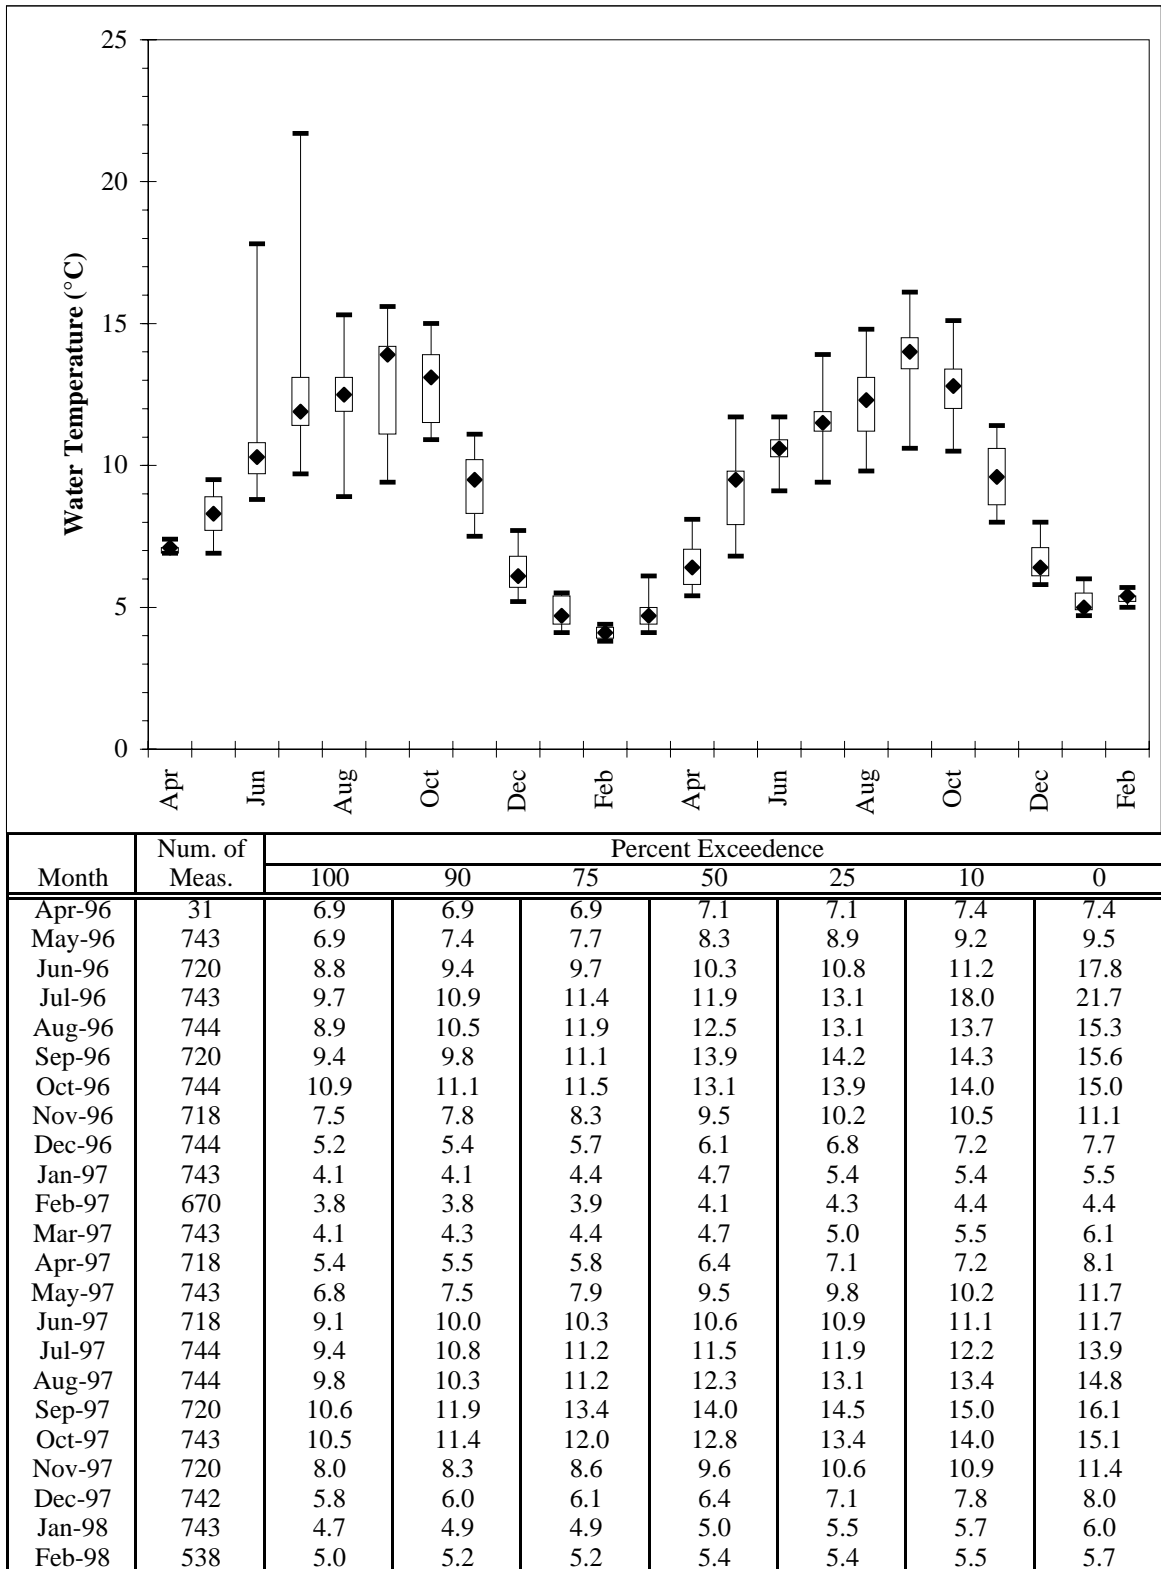 25
20
15
10
5
0
Water Temperature (°C)
Apr Jun Aug Oct Dec Feb Apr Jun Aug Oct Dec Feb
Num. of Percent Exceedence
Month Meas. 100 90 75 50 25 10 0
Apr-96 31 6.9 6.9 6.9 7.1 7.1 7.4 7.4
May-96 743 6.9 7.4 7.7 8.3 8.9 9.2 9.5
Jun-96 720 8.8 9.4 9.7 10.3 10.8 11.2 17.8
Jul-96 743 9.7 10.9 11.4 11.9 13.1 18.0 21.7
Aug-96 744 8.9 10.5 11.9 12.5 13.1 13.7 15.3
Sep-96 720 9.4 9.8 11.1 13.9 14.2 14.3 15.6
Oct-96 744 10.9 11.1 11.5 13.1 13.9 14.0 15.0
Nov-96 718 7.5 7.8 8.3 9.5 10.2 10.5 11.1
Dec-96 744 5.2 5.4 5.7 6.1 6.8 7.2 7.7
Jan-97 743 4.1 4.1 4.4 4.7 5.4 5.4 5.5
Feb-97 670 3.8 3.8 3.9 4.1 4.3 4.4 4.4
Mar-97 743 4.1 4.3 4.4 4.7 5.0 5.5 6.1
Apr-97 718 5.4 5.5 5.8 6.4 7.1 7.2 8.1
May-97 743 6.8 7.5 7.9 9.5 9.8 10.2 11.7
Jun-97 718 9.1 10.0 10.3 10.6 10.9 11.1 11.7
Jul-97 744 9.4 10.8 11.2 11.5 11.9 12.2 13.9
Aug-97 744 9.8 10.3 11.2 12.3 13.1 13.4 14.8
Sep-97 720 10.6 11.9 13.4 14.0 14.5 15.0 16.1
Oct-97 743 10.5 11.4 12.0 12.8 13.4 14.0 15.1
Nov-97 720 8.0 8.3 8.6 9.6 10.6 10.9 11.4
Dec-97 742 5.8 6.0 6.1 6.4 7.1 7.8 8.0
Jan-98 743 4.7 4.9 4.9 5.0 5.5 5.7 6.0
Feb-98 538 5.0 5.2 5.2 5.4 5.4 5.5 5.7